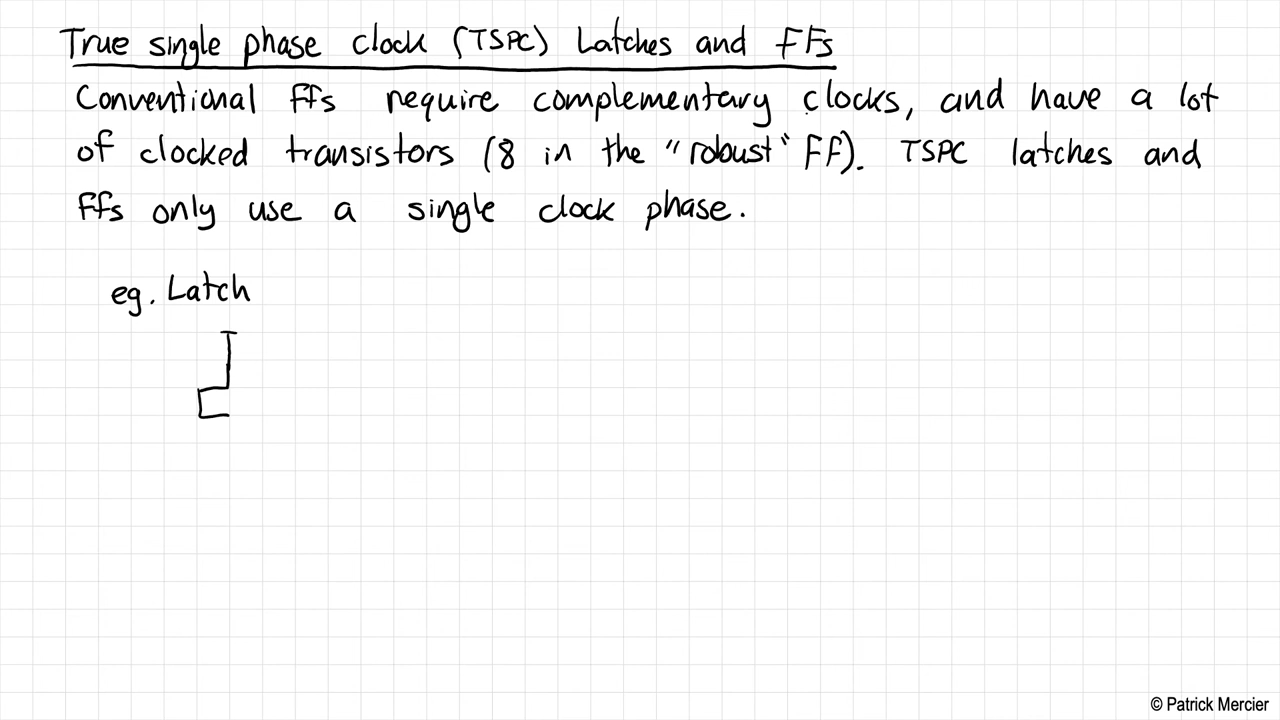 True single phase clock (TSPC) Latches and FFs
Conventional FFs require complementary clocks, and have a lot
of clocked transistors (8 in the "robust" FF). TSPC latches and
FFs only use a single clock phase.
eg. Latch
© Patrick Mercier